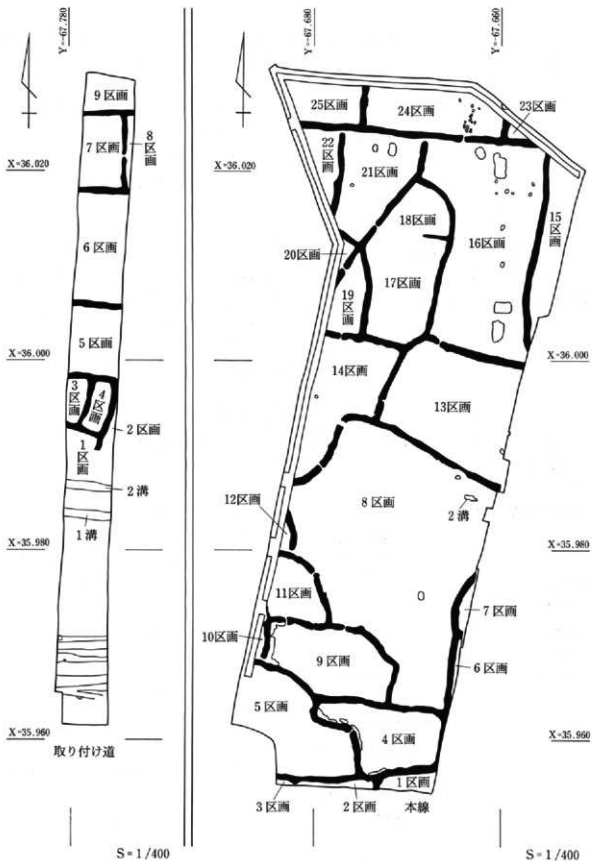 Y=-67.780
9区画
7区画
8区画
X=36.020
6区画
5区画
X=36.000
3区画
4区画
2区画
1区画
2溝
1溝
X=35.980
X=35.960
取り付け道
S=1/400
Y=-67.680
Y=-67.660
25区画
24区画
23区画
22区画
X=36.020
21区画
18区画
15区画
16区画
20区画
17区画
19区画
X=36.000
14区画
13区画
8区画
12区画
2溝
X=35.980
11区画
7区画
10区画
9区画
6区画
5区画
4区画
X=35.960
1区画
3区画
2区画
本線
S=1/400